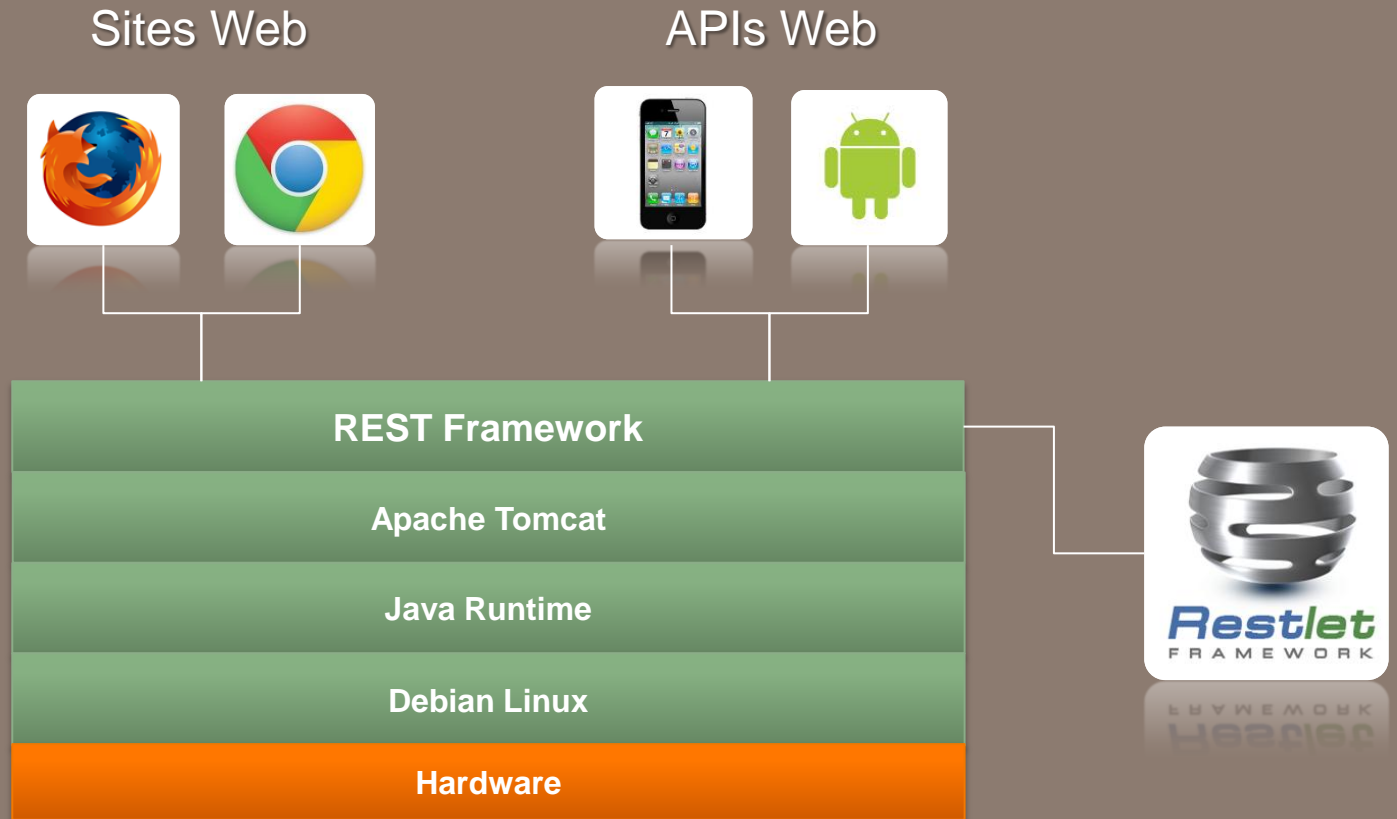 Sites Web
APIs Web
REST Framework
Apache Tomcat
Java Runtime
Debian Linux
Hardware
Restlet
FRAMEWORK